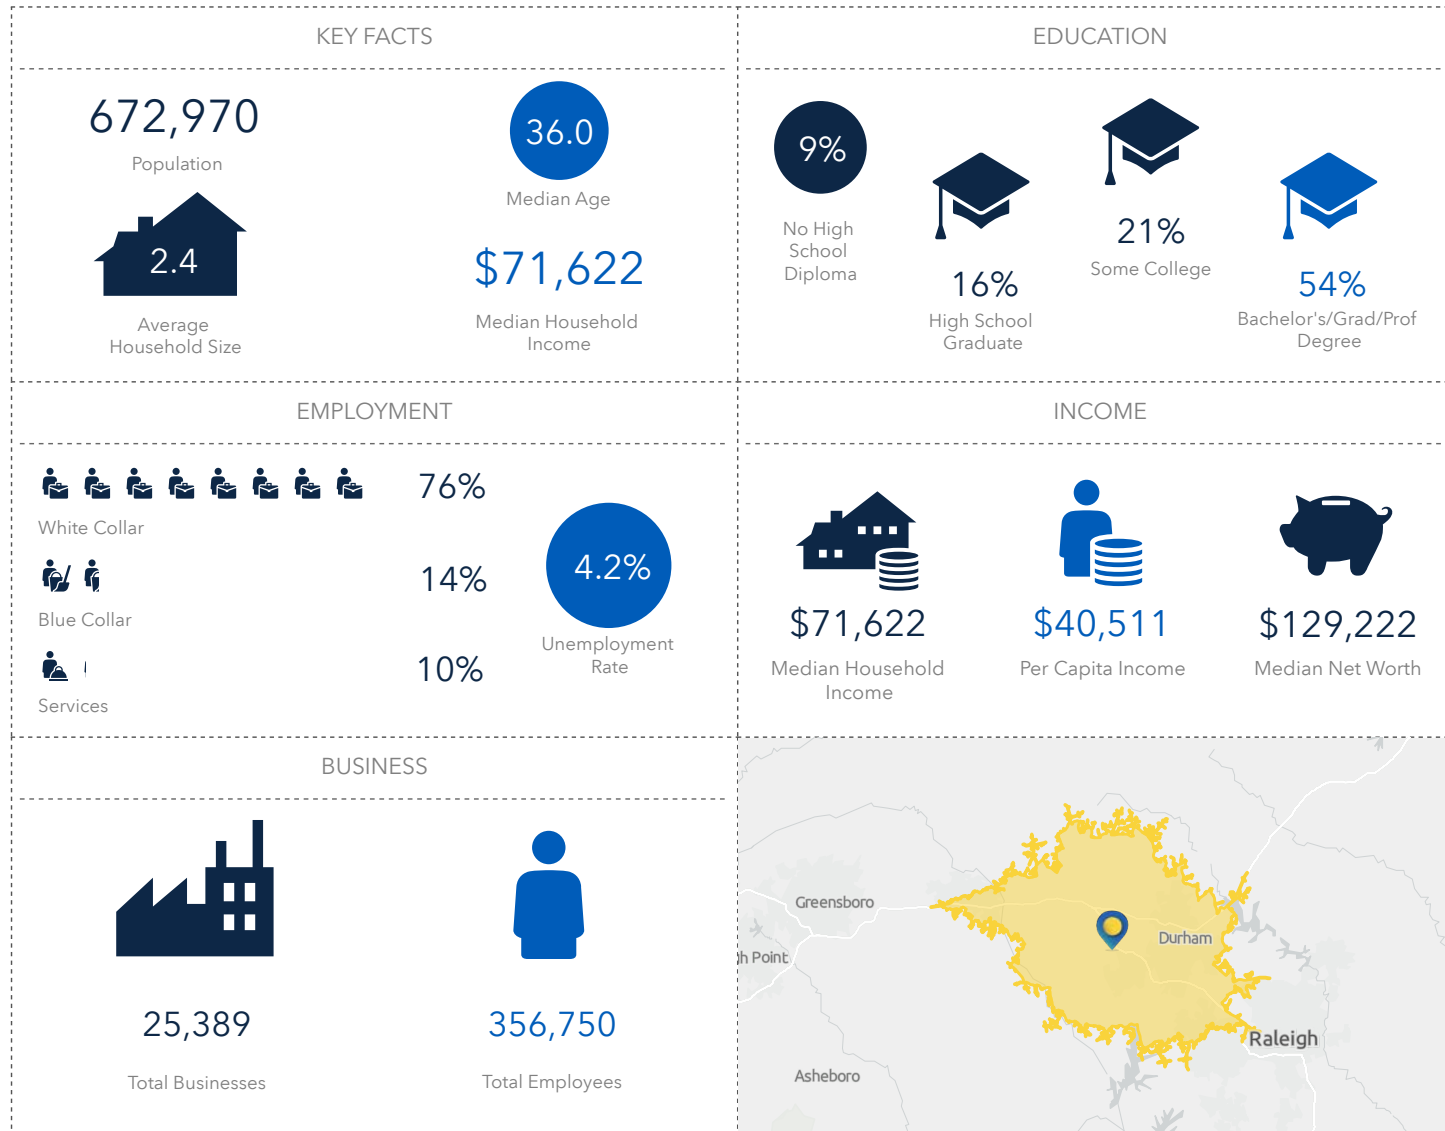 KEY FACTS
672,970
Population
36.0
Median Age
2.4
Average
Household Size
$71,622
Median Household
Income
EDUCATION
9%
No High
School
Diploma
16%
High School
Graduate
21%
Some College
54%
Bachelor's/Grad/Prof
Degree
EMPLOYMENT
76%
White Collar
14%
Blue Collar
10%
Services
4.2%
Unemployment
Rate
INCOME
$71,622
Median Household
Income
$40,511
Per Capita Income
$129,222
Median Net Worth
BUSINESS
25,389
Total Businesses
356,750
Total Employees
Greensboro
Durham
h Point
Raleigh
Asheboro